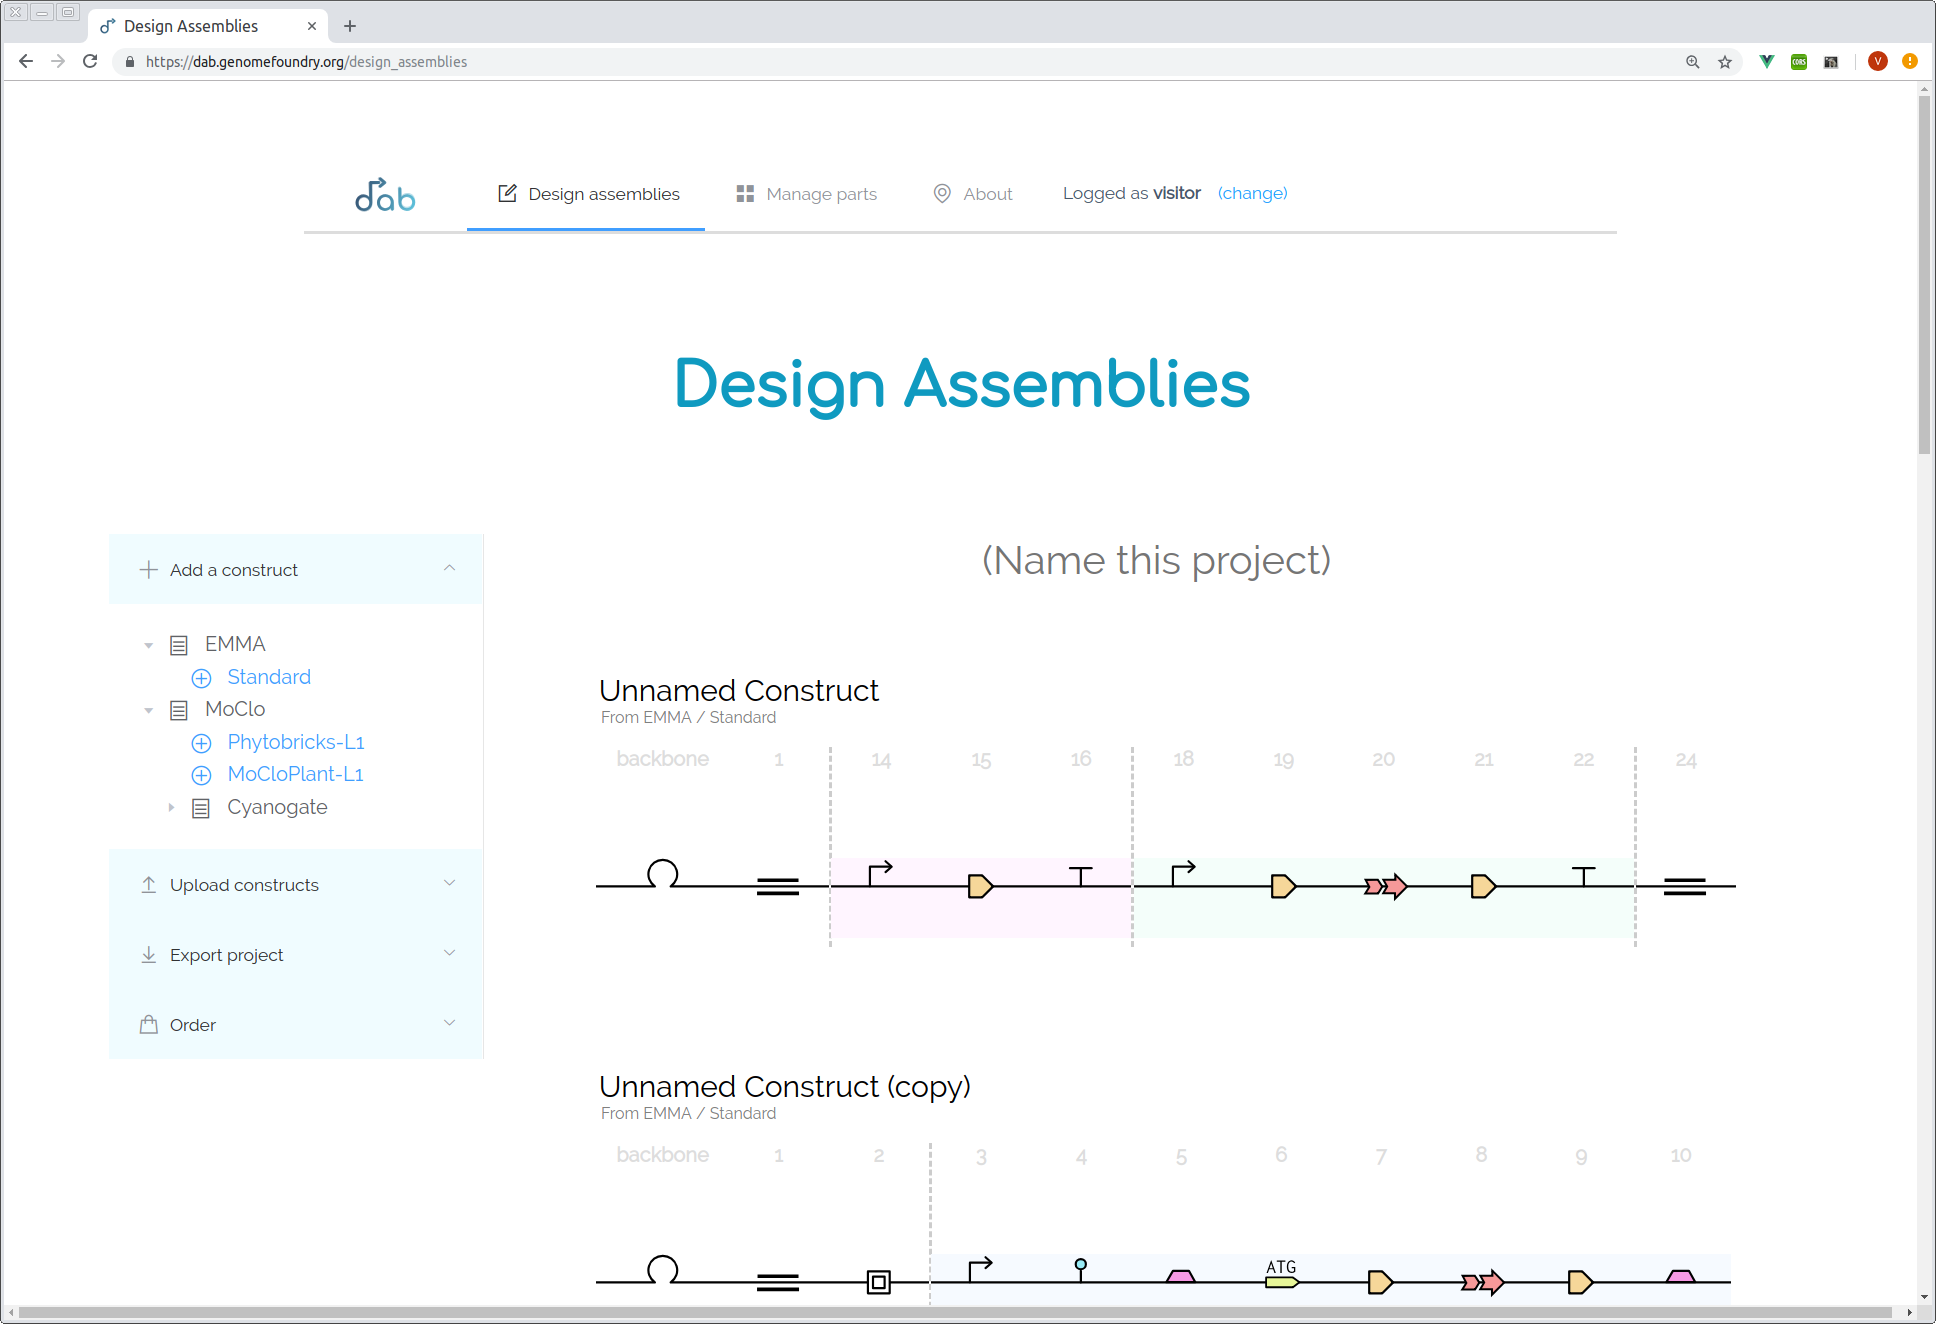 Design Assemblies
https://dab.genomefoundry.org/design_assemblies
CORS
V
dab
Design assemblies
Manage parts
About
Logged as visitor (change)
Design Assemblies
Add a construct
EMMA
Standard
MoClo
Phytobricks-L1
MoCloPlant-L1
Cyanogate
Upload constructs
Export project
Order
(Name this project)
Unnamed Construct
From EMMA / Standard
backbone 1 14 15 16 18 19 20 21 22 24
Unnamed Construct (copy)
From EMMA / Standard
backbone 1 2 3 4 5 6 7 8 9 10
ATG